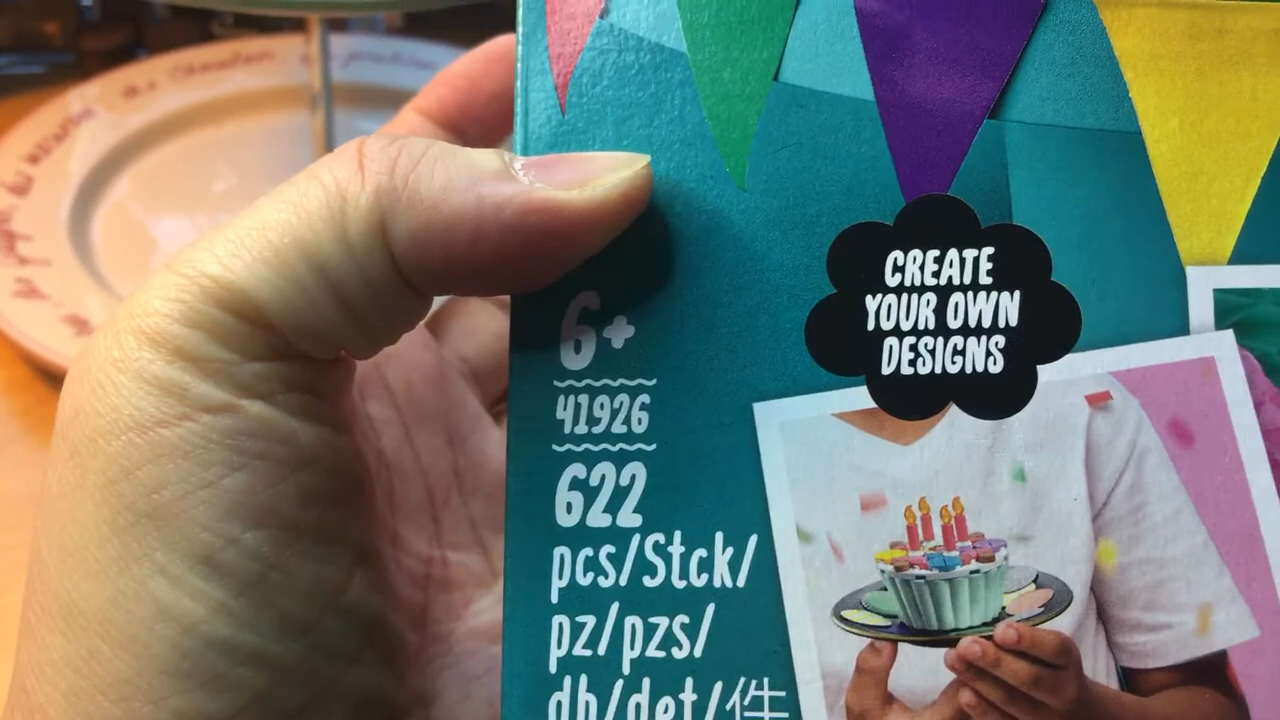 CREATE
YOUR OWN
DESIGNS
6+
41926
622
pcs/Stck/
pz/pzs/
db/det/件